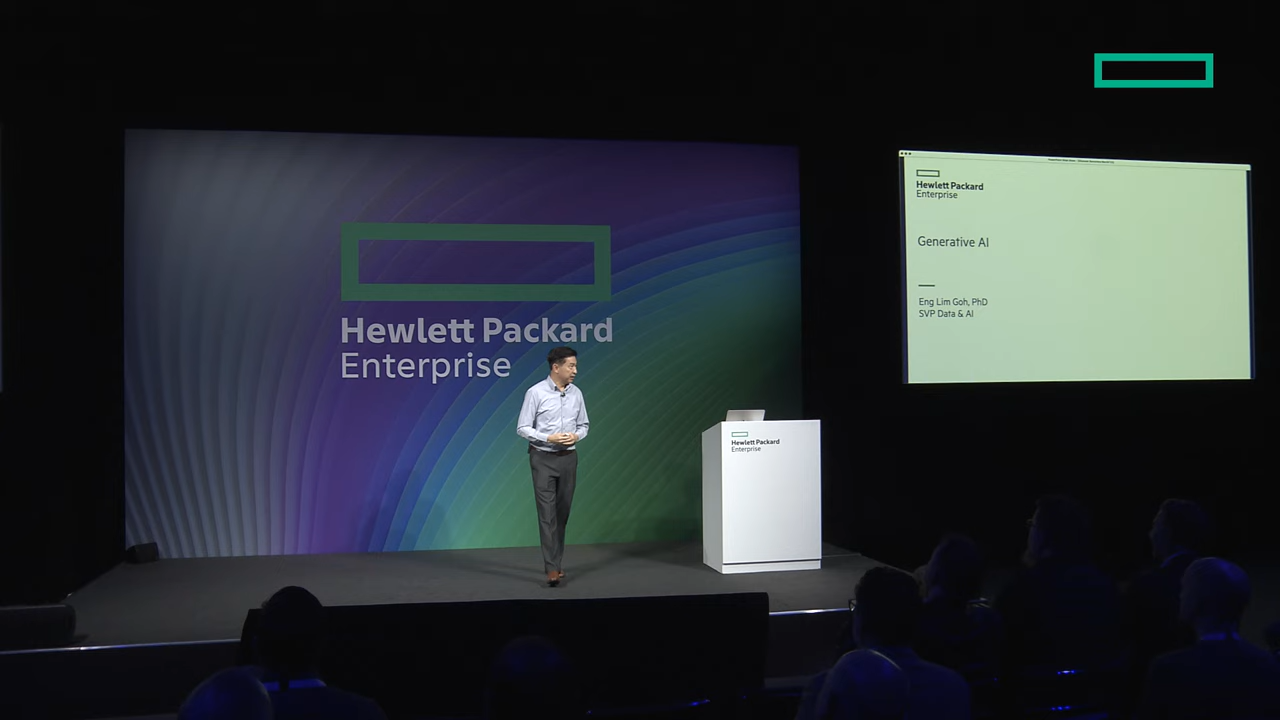 Hewlett Packard
Enterprise
Hewlett Packard
Enterprise
Generative AI
Eng Lim Goh, PhD
SVP Data & AI
Hewlett Packard
Enterprise